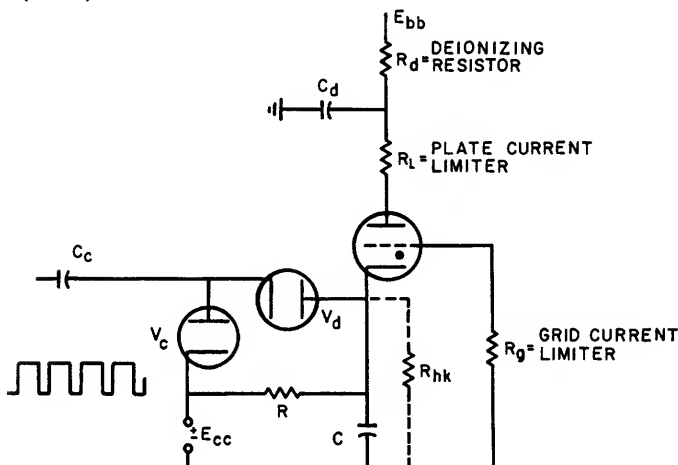 Ebb
Rd = DEIONIZING
RESISTOR
Cd
RL = PLATE CURRENT
LIMITER
Cc
Vc
Vd
Rg = GRID CURRENT
LIMITER
Rhk
R
± Ecc
C